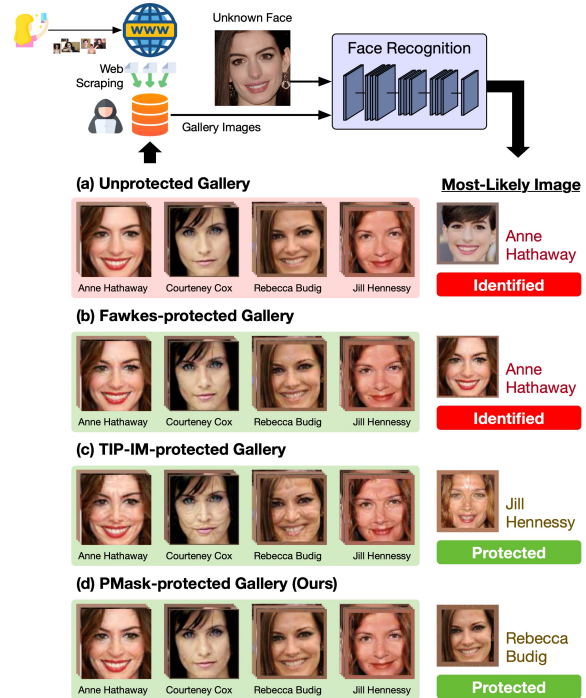 WWW
Web
Scraping
Unknown Face
Gallery Images
Face Recognition
(a) Unprotected Gallery
Most-Likely Image
Anne Hathaway
Courteney Cox
Rebecca Budig
Jill Hennessy
Anne
Hathaway
Identified
(b) Fawkes-protected Gallery
Anne Hathaway
Courteney Cox
Rebecca Budig
Jill Hennessy
Anne
Hathaway
Identified
(c) TIP-IM-protected Gallery
Anne Hathaway
Courteney Cox
Rebecca Budig
Jill Hennessy
Jill
Hennessy
Protected
(d) PMask-protected Gallery (Ours)
Anne Hathaway
Courteney Cox
Rebecca Budig
Jill Hennessy
Rebecca
Budig
Protected